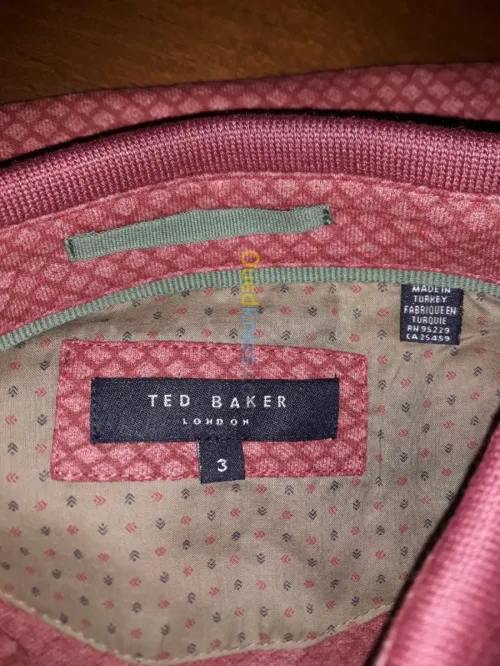 MADE IN
TURKEY
FABRIQUE EN
TURQUIE
RN 95229
CA 25459
TED BAKER
LONDON
3